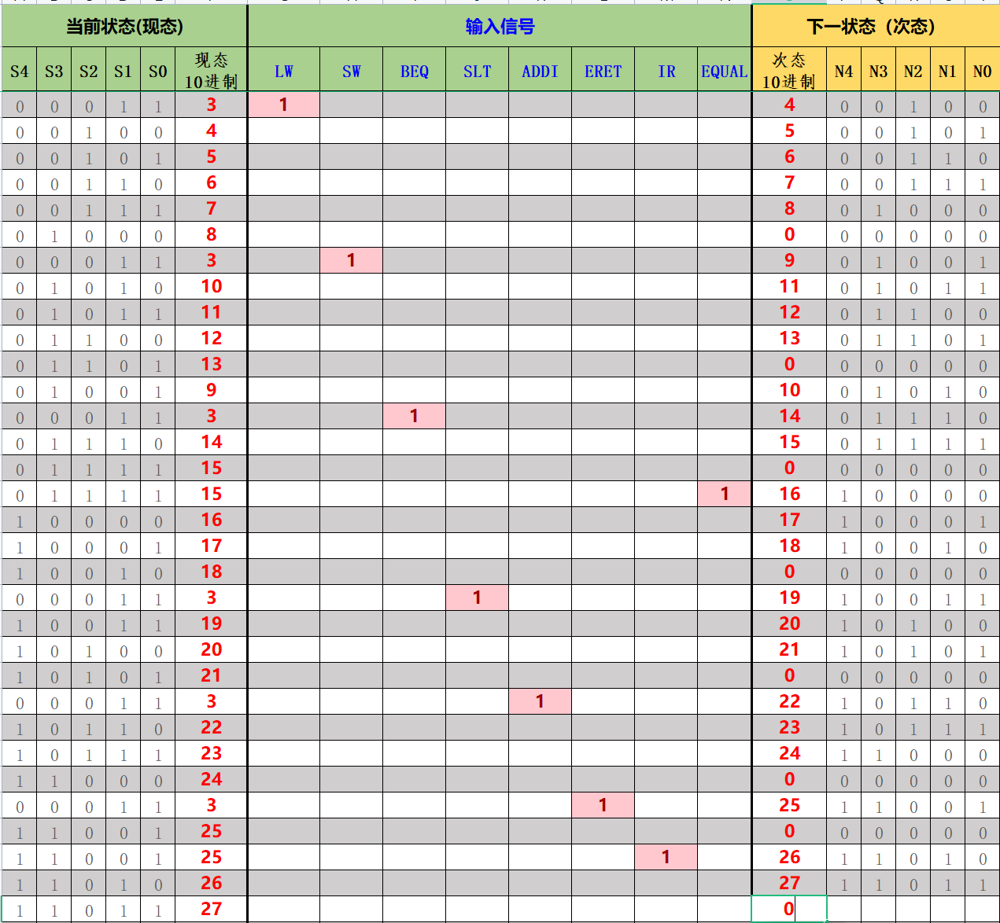 当前状态(现态) 输入信号 下一状态（次态）
S4 S3 S2 S1 S0 现态 10进制 LW SW BEQ SLT ADDI ERET IR EQUAL 次态 10进制 N4 N3 N2 N1 N0
0 0 0 1 1 3 1 4 0 0 1 0 0
0 0 1 0 0 4 5 0 0 1 0 1
0 0 1 0 1 5 6 0 0 1 1 0
0 0 1 1 0 6 7 0 0 1 1 1
0 0 1 1 1 7 8 0 1 0 0 0
0 1 0 0 0 8 0 0 0 0 0 0
0 0 0 1 1 3 1 9 0 1 0 0 1
0 1 0 1 0 10 11 0 1 0 1 1
0 1 0 1 1 11 12 0 1 1 0 0
0 1 1 0 0 12 13 0 1 1 0 1
0 1 1 0 1 13 0 0 0 0 0 0
0 1 0 0 1 9 10 0 1 0 1 0
0 0 0 1 1 3 1 14 0 1 1 1 0
0 1 1 1 0 14 15 0 1 1 1 1
0 1 1 1 1 15 0 0 0 0 0 0
0 1 1 1 1 15 1 16 1 0 0 0 0
1 0 0 0 0 16 17 1 0 0 0 1
1 0 0 0 1 17 18 1 0 0 1 0
1 0 0 1 0 18 0 0 0 0 0 0
0 0 0 1 1 3 1 19 1 0 0 1 1
1 0 0 1 1 19 20 1 0 1 0 0
1 0 1 0 0 20 21 1 0 1 0 1
1 0 1 0 1 21 0 0 0 0 0 0
0 0 0 1 1 3 1 22 1 0 1 1 0
1 0 1 1 0 22 23 1 0 1 1 1
1 0 1 1 1 23 24 1 1 0 0 0
1 1 0 0 0 24 0 0 0 0 0 0
0 0 0 1 1 3 1 25 1 1 0 0 1
1 1 0 0 1 25 0 0 0 0 0 0
1 1 0 0 1 25 1 26 1 1 0 1 0
1 1 0 1 0 26 27 1 1 0 1 1
1 1 0 1 1 27 0